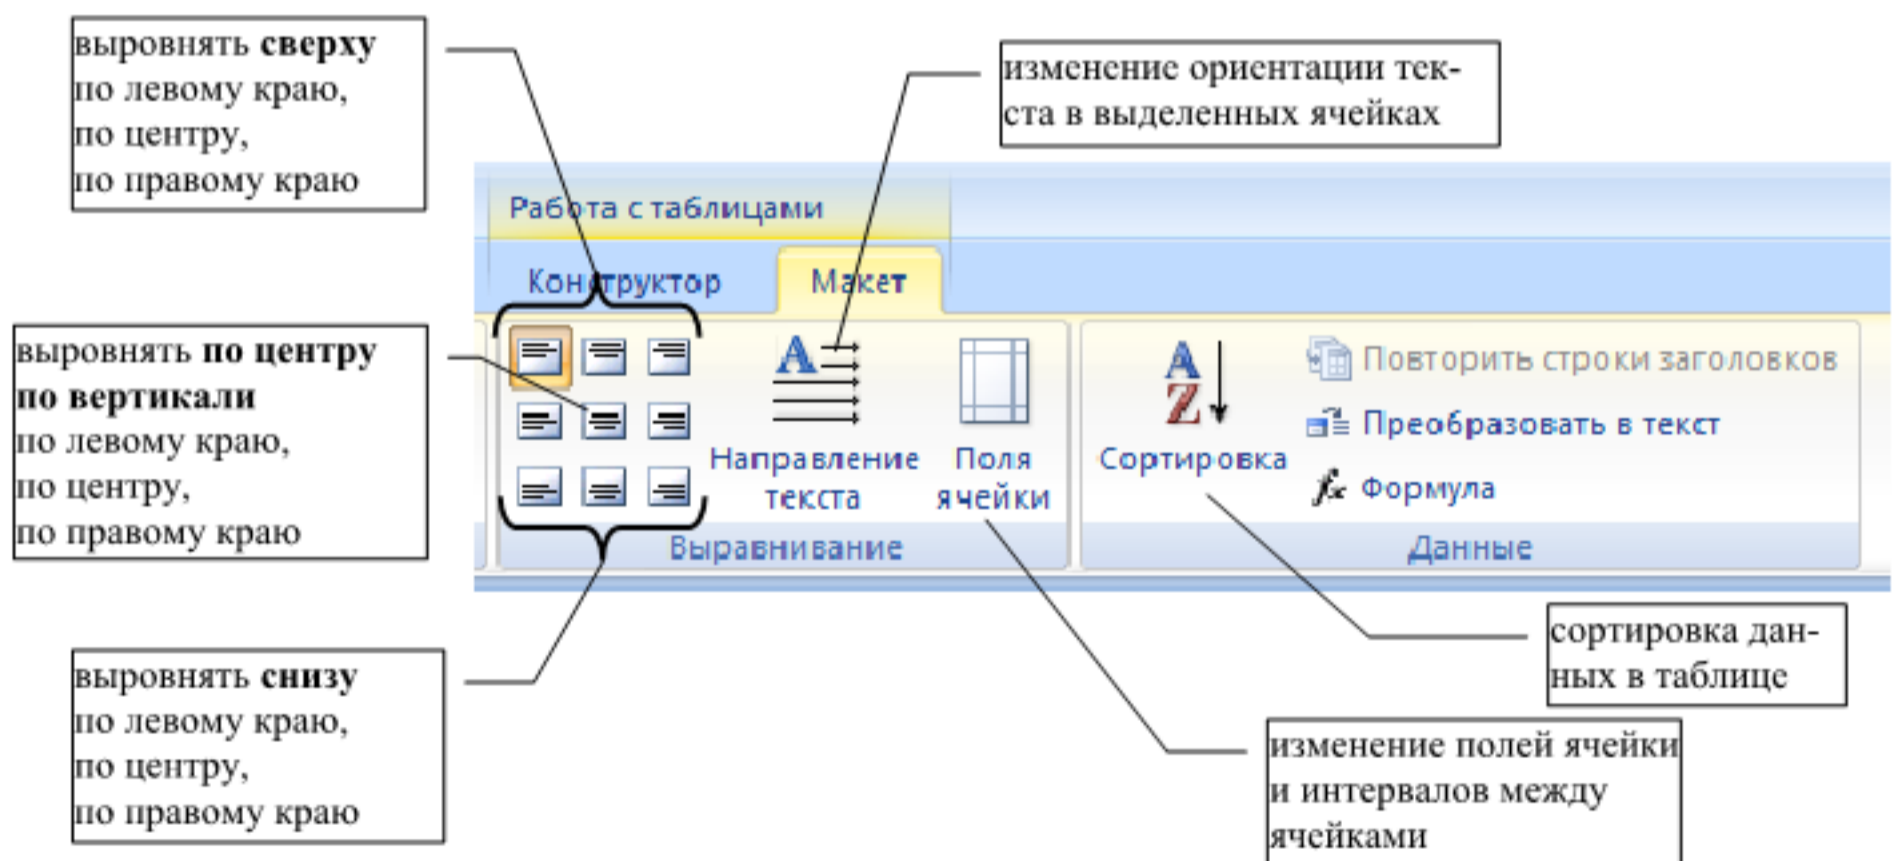 выровнять сверху
по левому краю,
по центру,
по правому краю
изменение ориентации тек-
ста в выделенных ячейках
Работа с таблицами
Конструктор
Макет
выровнять по центру
по вертикали
по левому краю,
по центру,
по правому краю
Направление
текста
Поля
ячейки
Выравнивание
Сортировка
Повторить строки заголовков
Преобразовать в текст
fx Формула
Данные
выровнять снизу
по левому краю,
по центру,
по правому краю
сортировка дан-
ных в таблице
изменение полей ячейки
и интервалов между
ячейками
A
A
Z